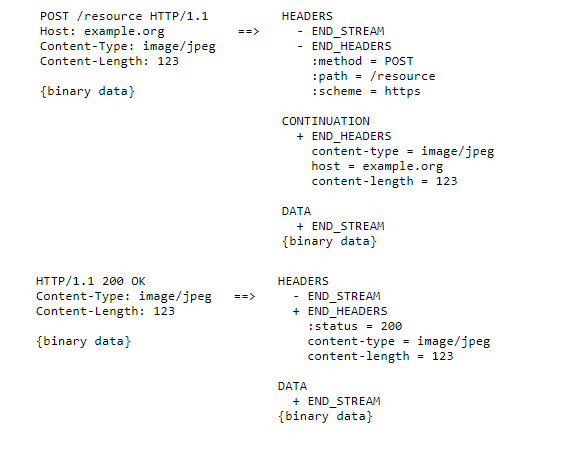 POST /resource HTTP/1.1          HEADERS
Host: example.org          ==>     - END_STREAM
Content-Type: image/jpeg           - END_HEADERS
Content-Length: 123                  :method = POST
                                     :path = /resource
{binary data}                        :scheme = https

                                 CONTINUATION
                                   + END_HEADERS
                                     content-type = image/jpeg
                                     host = example.org
                                     content-length = 123

                                 DATA
                                   + END_STREAM
                                 {binary data}

HTTP/1.1 200 OK                  HEADERS
Content-Type: image/jpeg   ==>     - END_STREAM
Content-Length: 123                + END_HEADERS
                                     :status = 200
{binary data}                        content-type = image/jpeg
                                     content-length = 123

                                 DATA
                                   + END_STREAM
                                 {binary data}